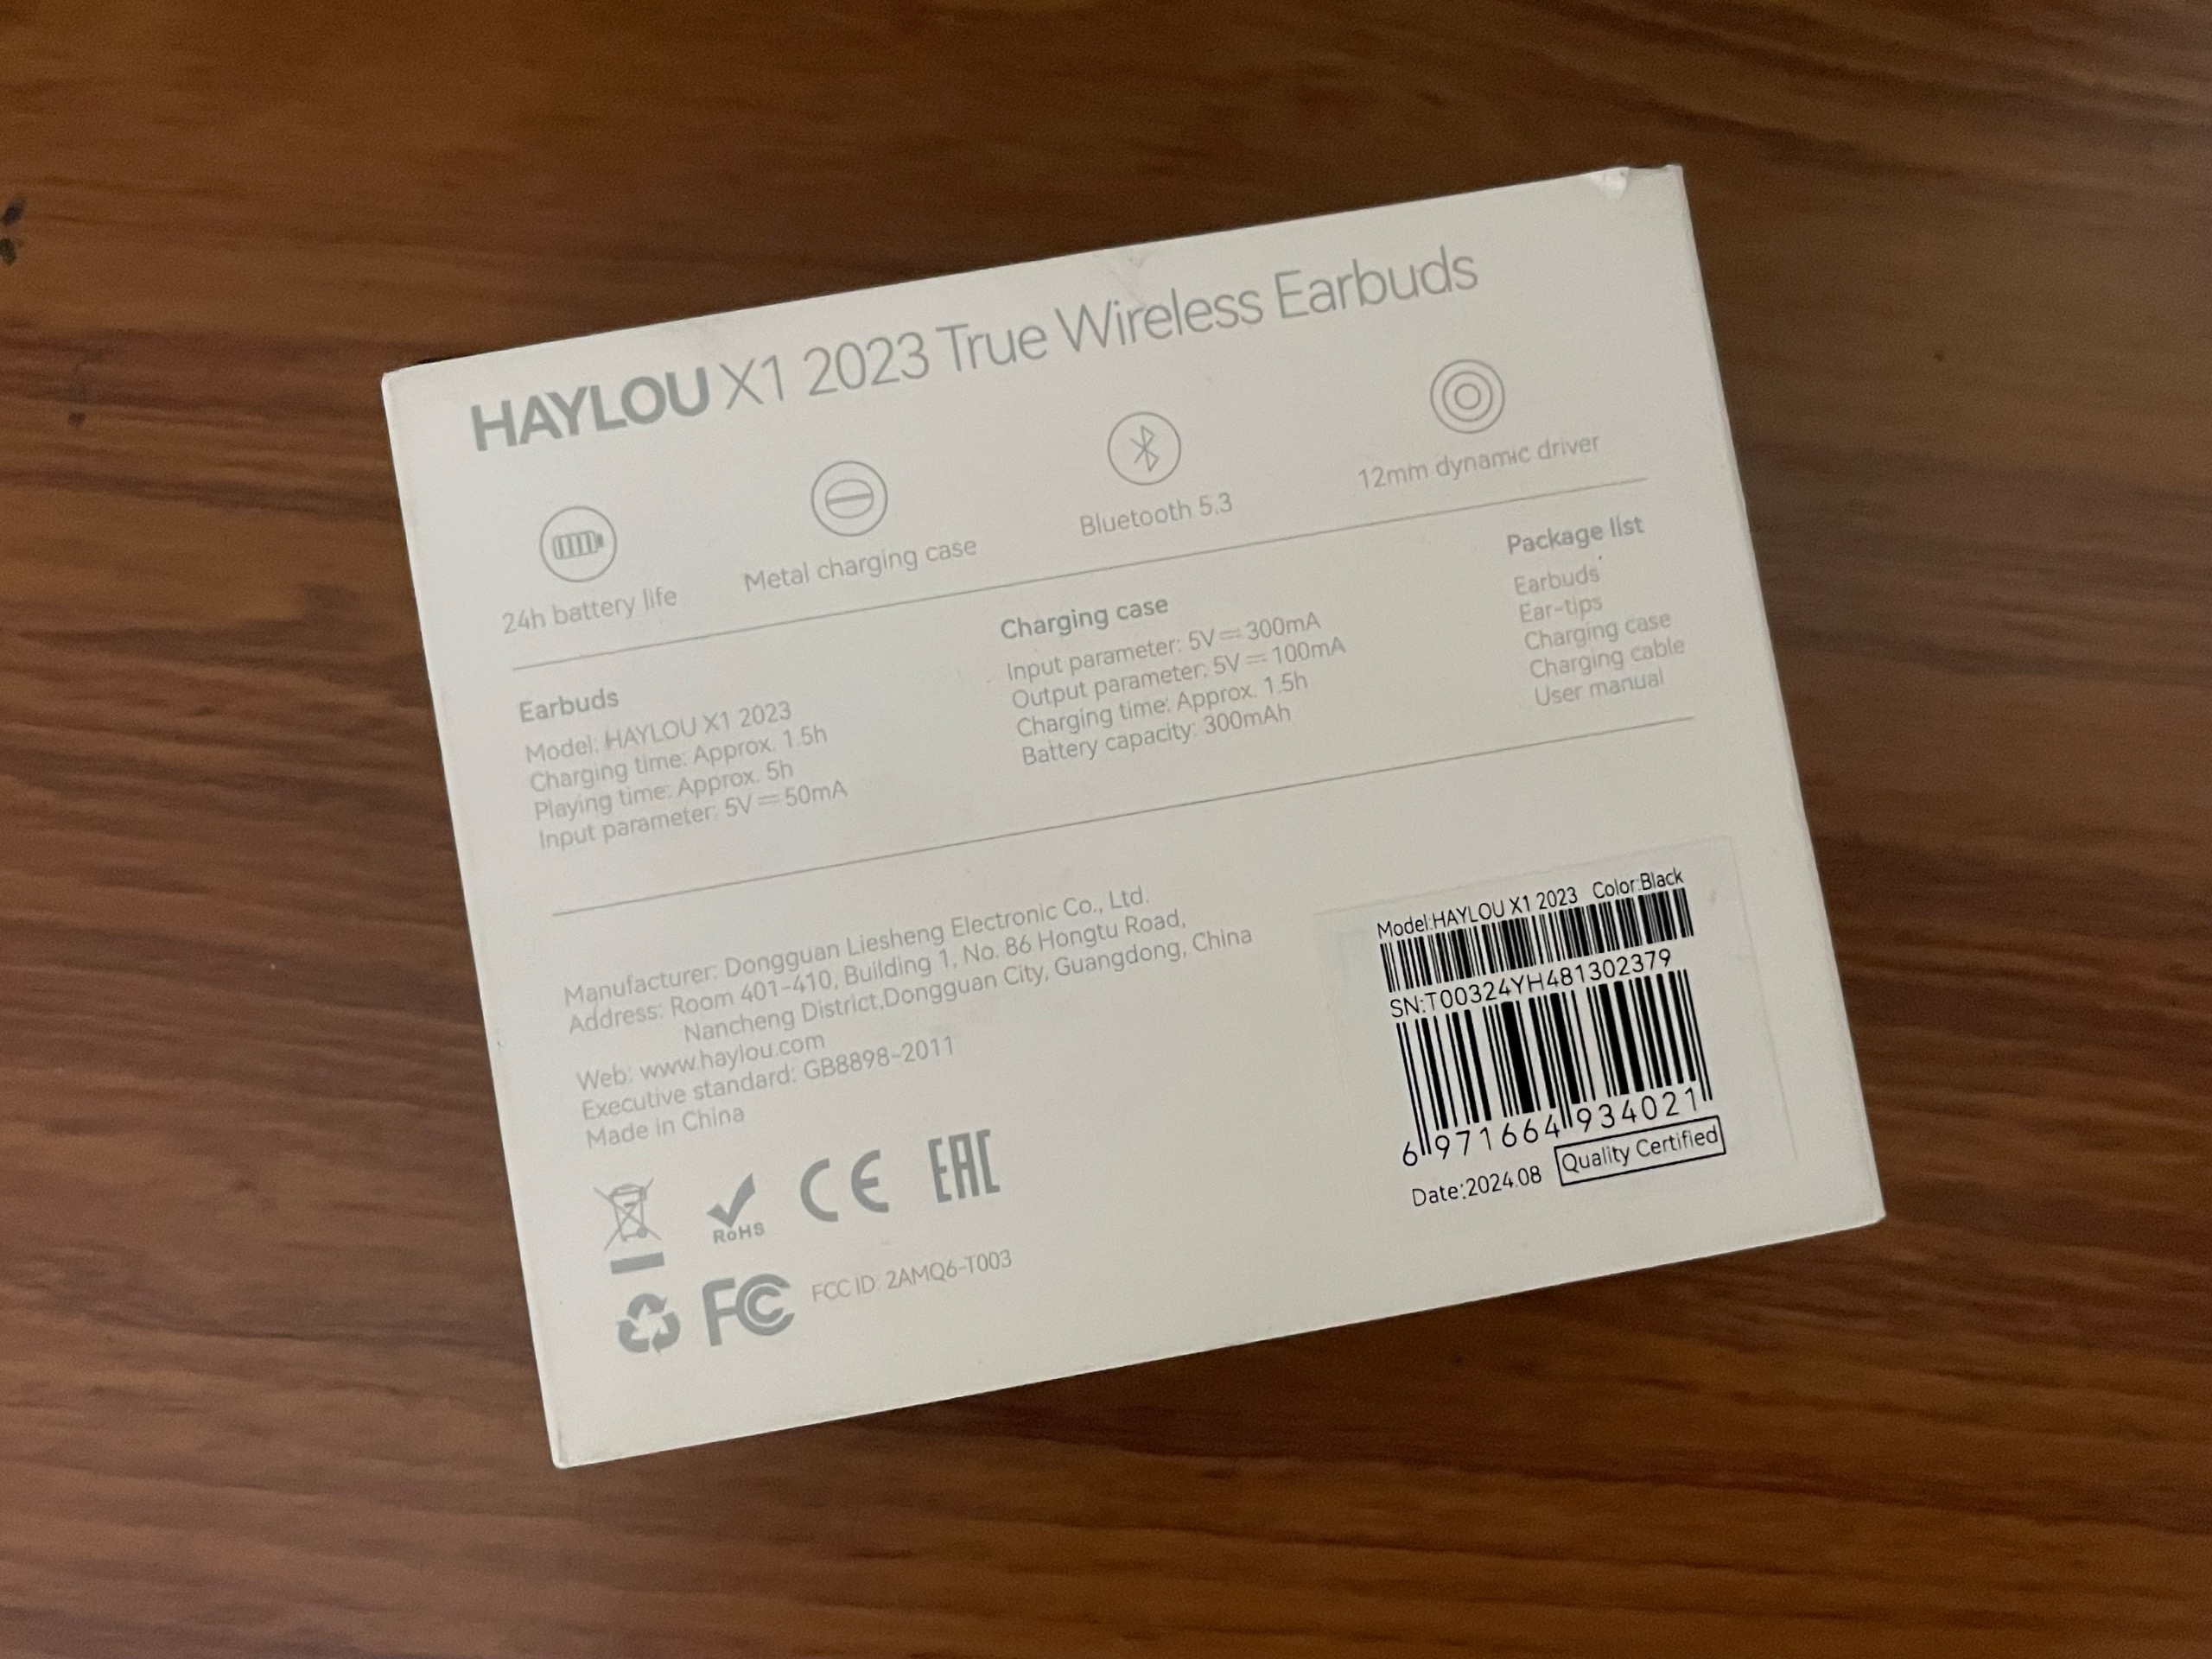 HAYLOU X1 2023 True Wireless Earbuds
24h battery life
Metal charging case
Bluetooth 5.3
12mm dynamic driver
Earbuds
Model: HAYLOU X1 2023
Charging time: Approx. 1.5h
Playing time: Approx. 5h
Input parameter: 5V⎓50mA
Charging case
Input parameter: 5V⎓300mA
Output parameter: 5V⎓100mA
Charging time: Approx. 1.5h
Battery capacity: 300mAh
Package list
Earbuds
Ear-tips
Charging case
Charging cable
User manual
Manufacturer: Dongguan Liesheng Electronic Co., Ltd.
Address: Room 401-410, Building 1, No. 86 Hongtu Road,
Nancheng District,Dongguan City, Guangdong, China
Web: www.haylou.com
Executive standard: GB8898-2011
Made in China
RoHS
CE
EAC
FC
FCC ID: 2AMQ6-T003
Model:HAYLOU X1 2023 Color:Black
SN:T00324YH481302379
6 971664 934021
Date:2024.08 Quality Certified